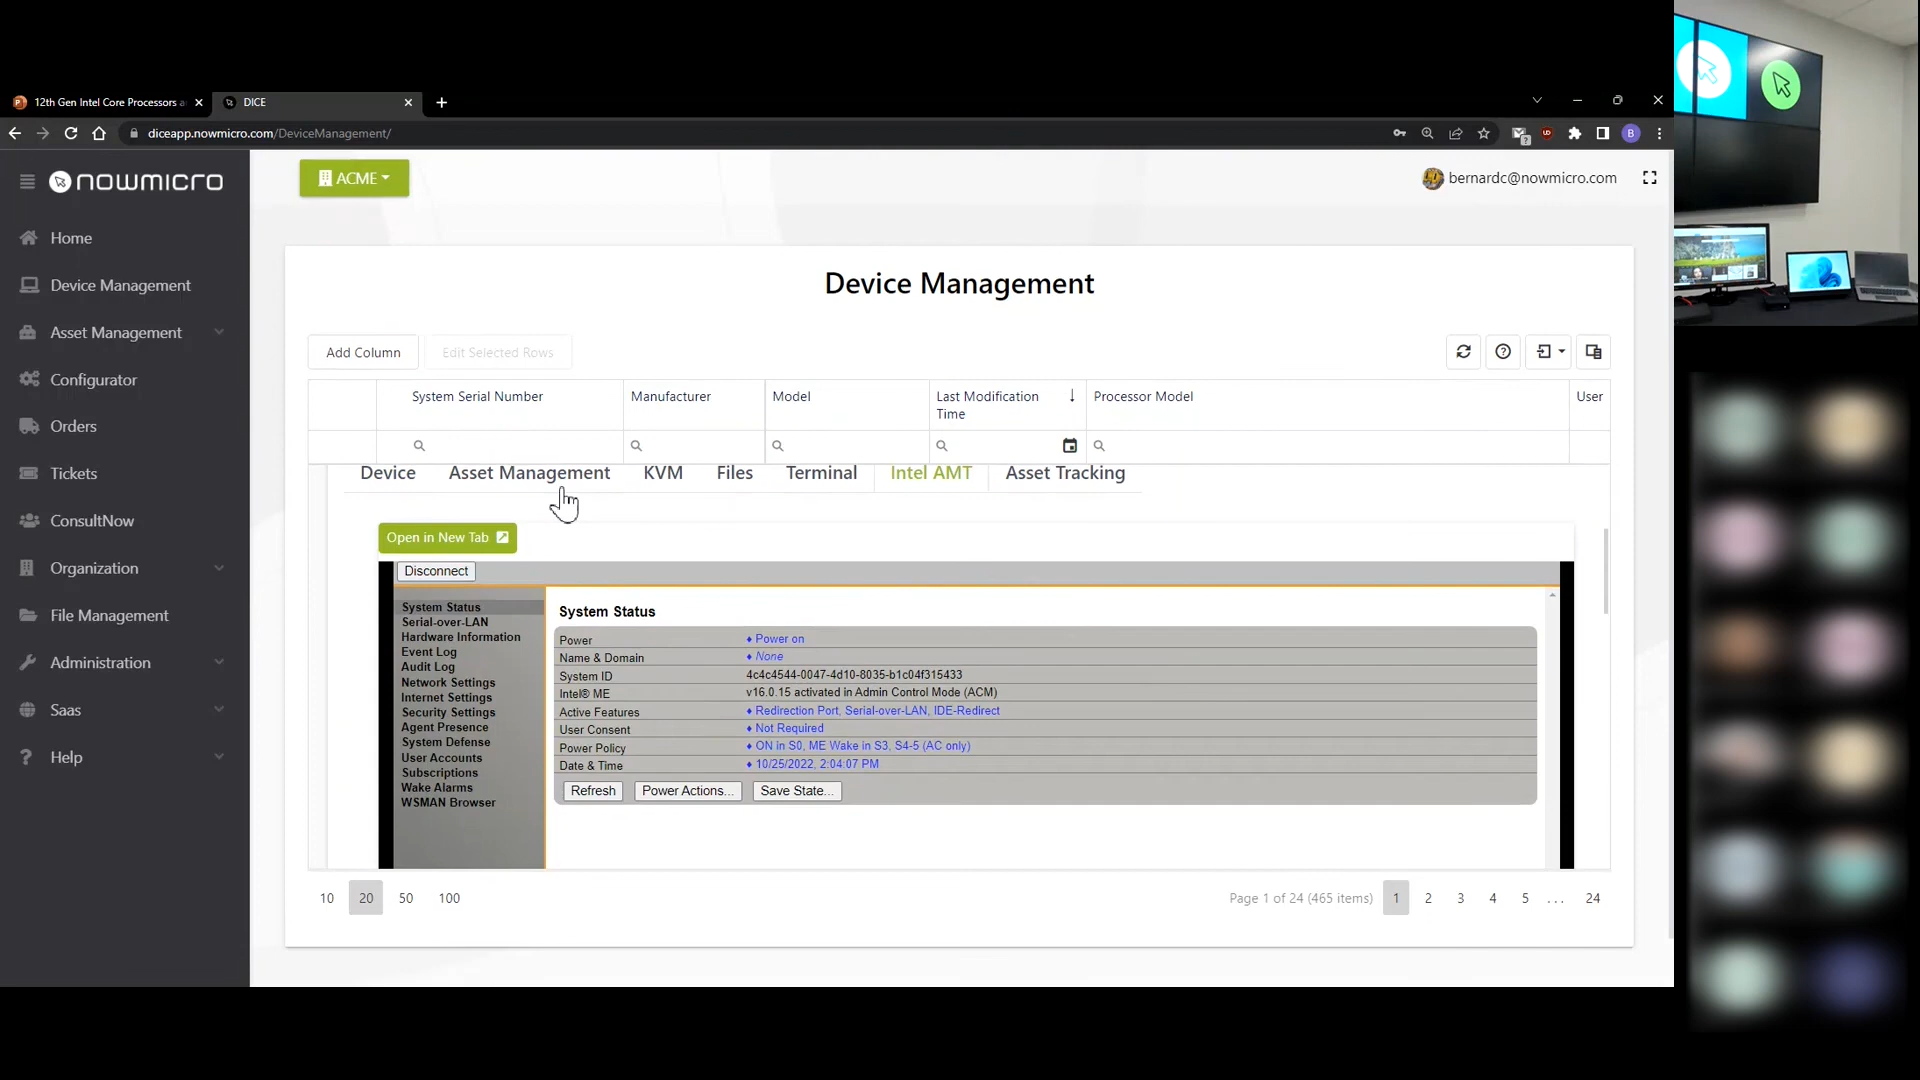 12th Gen Intel Core Processors a
DICE
diceapp.nowmicro.com/DeviceManagement/
B
nowmicro
ACME
bernardc@nowmicro.com
Home
Device Management
Asset Management
Configurator
Orders
Tickets
ConsultNow
Organization
File Management
Administration
Saas
Help
Device Management
Add Column
Edit Selected Rows
System Serial Number
Manufacturer
Model
Last Modification
Time
Processor Model
User
Device
Asset Management
KVM
Files
Terminal
Intel AMT
Asset Tracking
Open in New Tab
Disconnect
System Status
Serial-over-LAN
Hardware Information
Event Log
Audit Log
Network Settings
Internet Settings
Security Settings
Agent Presence
System Defense
User Accounts
Subscriptions
Wake Alarms
WSMAN Browser
System Status
Power ♦ Power on
Name & Domain ♦ None
System ID 4c4c4544-0047-4d10-8035-b1c04f315433
Intel® ME v16.0.15 activated in Admin Control Mode (ACM)
Active Features ♦ Redirection Port, Serial-over-LAN, IDE-Redirect
User Consent ♦ Not Required
Power Policy ♦ ON in S0, ME Wake in S3, S4-5 (AC only)
Date & Time ♦ 10/25/2022, 2:04:07 PM
Refresh
Power Actions...
Save State...
10 20 50 100
Page 1 of 24 (465 items) 1 2 3 4 5 ... 24